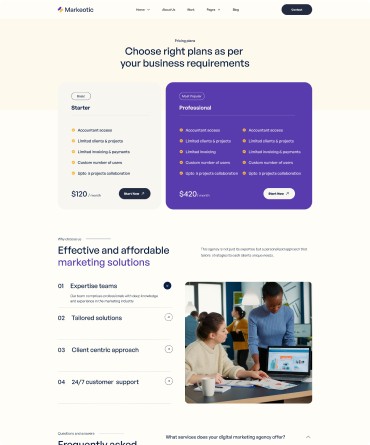 Markeotic
Home
About Us
Work
Pages
Blog
Contact
Pricing plans
Choose right plans as per
your business requirements
Basic
Starter
Accountant access
Limited clients & projects
Limited invoicing & payments
Custom number of users
Upto 5 projects collaboration
$120 / month
Start Now
Most Popular
Professional
Accountant access
Limited clients & projects
Limited invoicing
Custom number of users
Upto 5 projects collaboration
Accountant access
Limited clients & projects
Limited invoicing & payments
Custom number of users
Upto 5 projects collaboration
$420 / month
Start Now
Why choose us
Effective and affordable
marketing solutions
The agency is not just its expertise but a personalized approach that
tailors strategies to each clients unique needs.
01 Expertise teams
Our team comprises professionals with deep knowledge
and experience in the marketing industry
02 Tailored solutions
03 Client centric approach
04 24/7 customer support
Questions and answers
Frequently asked
What services does your digital marketing agency offer?